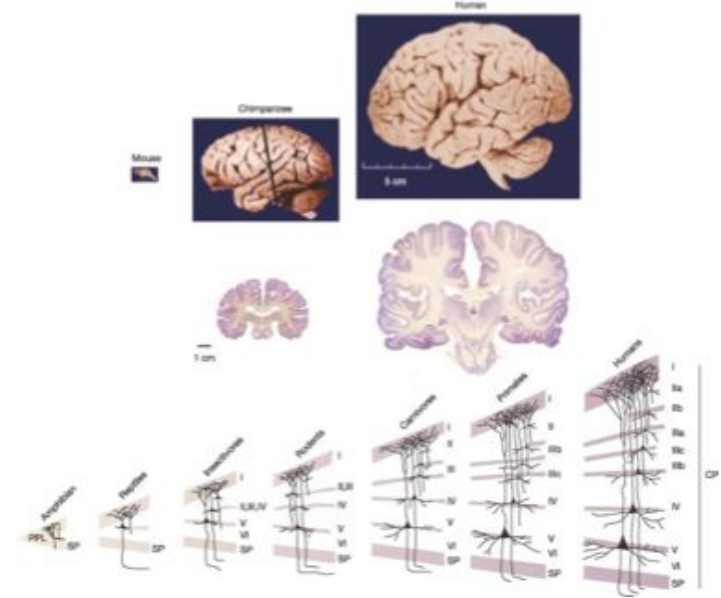 Human
Chimpanzee
Mouse
5 cm
1 cm
Amphibian
PPL
SP
Reptiles
SP
Insectivores
I
II,III,IV
V
VI
SP
Rodents
I
II,III
IV
V
VI
SP
Carnivores
I
II
III
IV
V
VI
SP
Primates
I
II
IIIb
IIIc
IV
V
VI
SP
Humans
I
IIa
IIb
IIIa
IIIc
IIIb
IV
V
VI
SP
CP